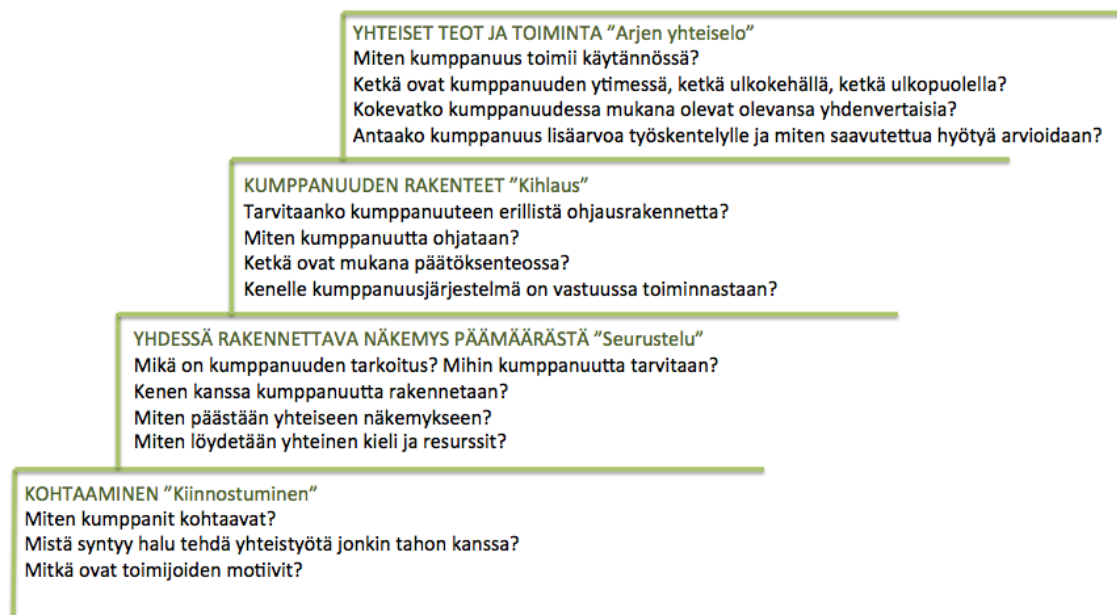 YHTEISET TEOT JA TOIMINTA ”Arjen yhteiselo”
Miten kumppanuus toimii käytännössä?
Ketkä ovat kumppanuuden ytimessä, ketkä ulkokehällä, ketkä ulkopuolella?
Kokevatko kumppanuudessa mukana olevat olevansa yhdenvertaisia?
Antaako kumppanuus lisäarvoa työskentelylle ja miten saavutettua hyötyä arvioidaan?
KUMPPANUUDEN RAKENTEET ”Kihlaus”
Tarvitaanko kumppanuuteen erillistä ohjausrakennetta?
Miten kumppanuutta ohjataan?
Ketkä ovat mukana päätöksenteossa?
Kenelle kumppanuusjärjestelmä on vastuussa toiminnastaan?
YHDESSÄ RAKENNETTAVA NÄKEMYS PÄÄMÄÄRÄSTÄ ”Seurustelu”
Mikä on kumppanuuden tarkoitus? Mihin kumppanuutta tarvitaan?
Kenen kanssa kumppanuutta rakennetaan?
Miten päästään yhteiseen näkemykseen?
Miten löydetään yhteinen kieli ja resurssit?
KOHTAAMINEN ”Kiinnostuminen”
Miten kumppanit kohtaavat?
Mistä syntyy halu tehdä yhteistyötä jonkin tahon kanssa?
Mitkä ovat toimijoiden motiivit?